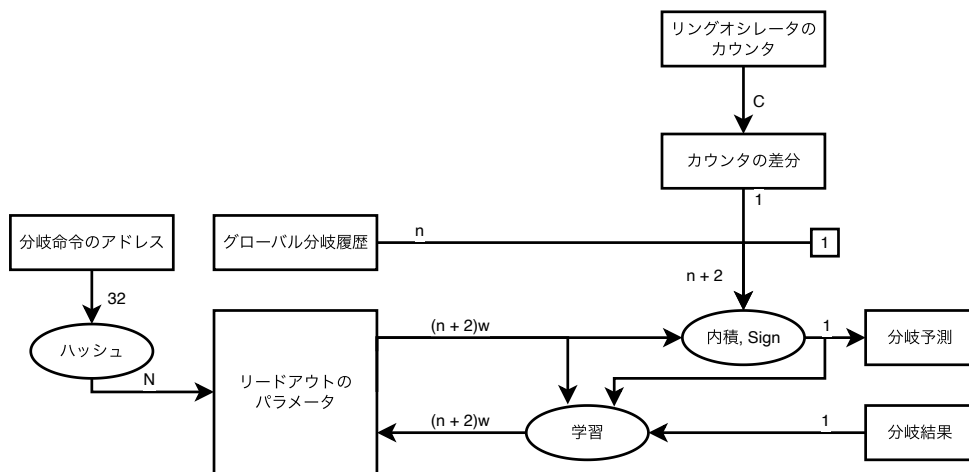 リングオシレータの
カウンタ
C
カウンタの差分
1
分岐命令のアドレス
グローバル分岐履歴
n
1
32
n + 2
ハッシュ
(n + 2)w
内積, Sign
1
分岐予測
N
リードアウトの
パラメータ
(n + 2)w
学習
1
分岐結果